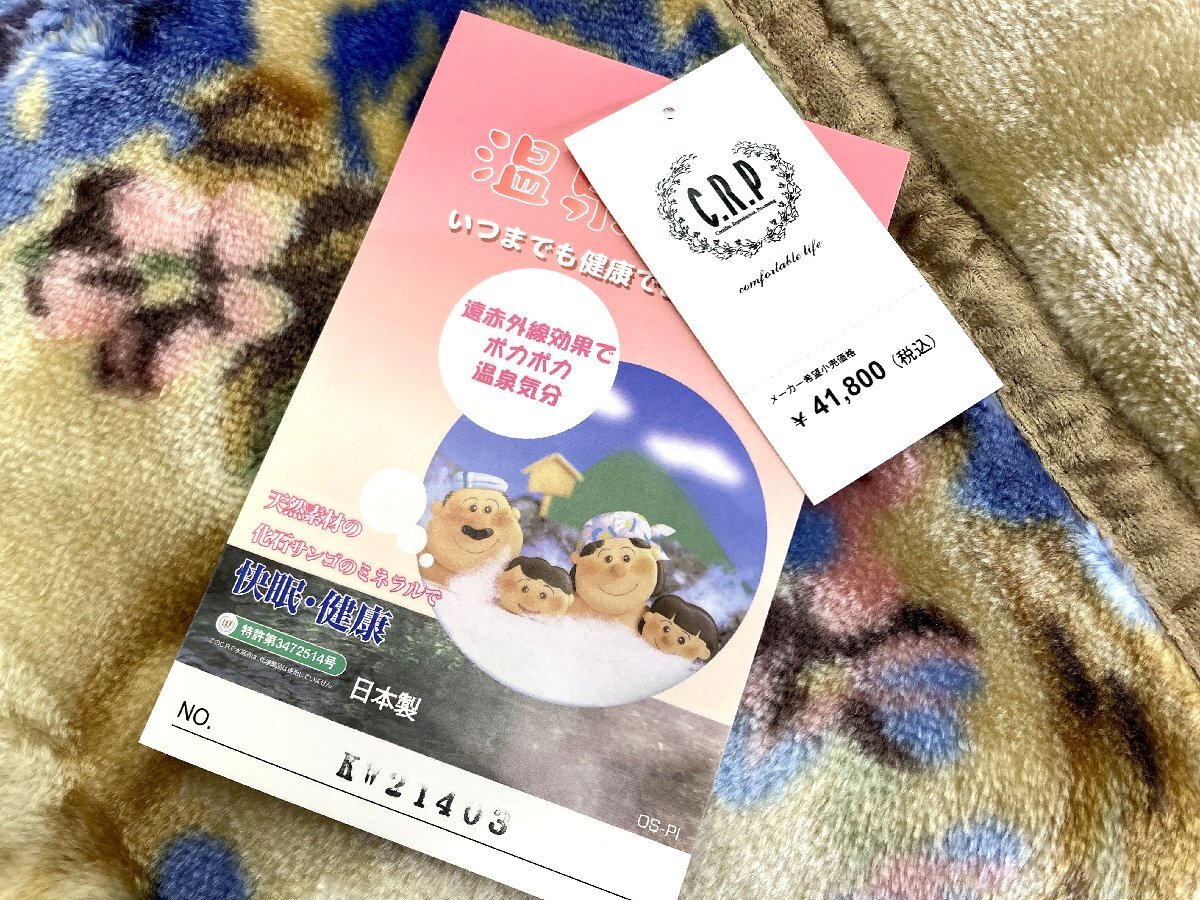 温
いつまでも健康で
遠赤外線効果で
ポカポカ
温泉気分
天然素材の
化石サンゴのミネラルで
快眠・健康
特許第3472514号
日本製
NO.
KW21403
OS-PI
C.R.P
comfortable life
メーカー希望小売価格
¥ 41,800(税込)